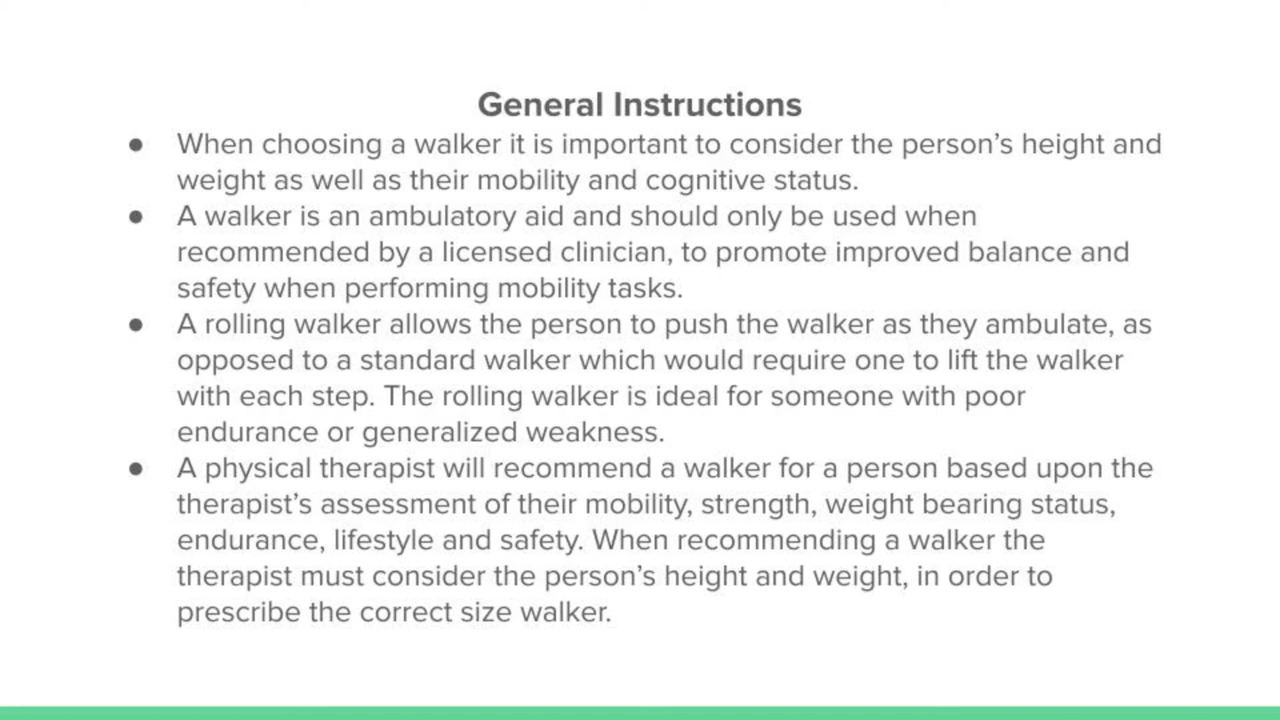 General Instructions
● When choosing a walker it is important to consider the person’s height and
weight as well as their mobility and cognitive status.
● A walker is an ambulatory aid and should only be used when
recommended by a licensed clinician, to promote improved balance and
safety when performing mobility tasks.
● A rolling walker allows the person to push the walker as they ambulate, as
opposed to a standard walker which would require one to lift the walker
with each step. The rolling walker is ideal for someone with poor
endurance or generalized weakness.
● A physical therapist will recommend a walker for a person based upon the
therapist’s assessment of their mobility, strength, weight bearing status,
endurance, lifestyle and safety. When recommending a walker the
therapist must consider the person’s height and weight, in order to
prescribe the correct size walker.